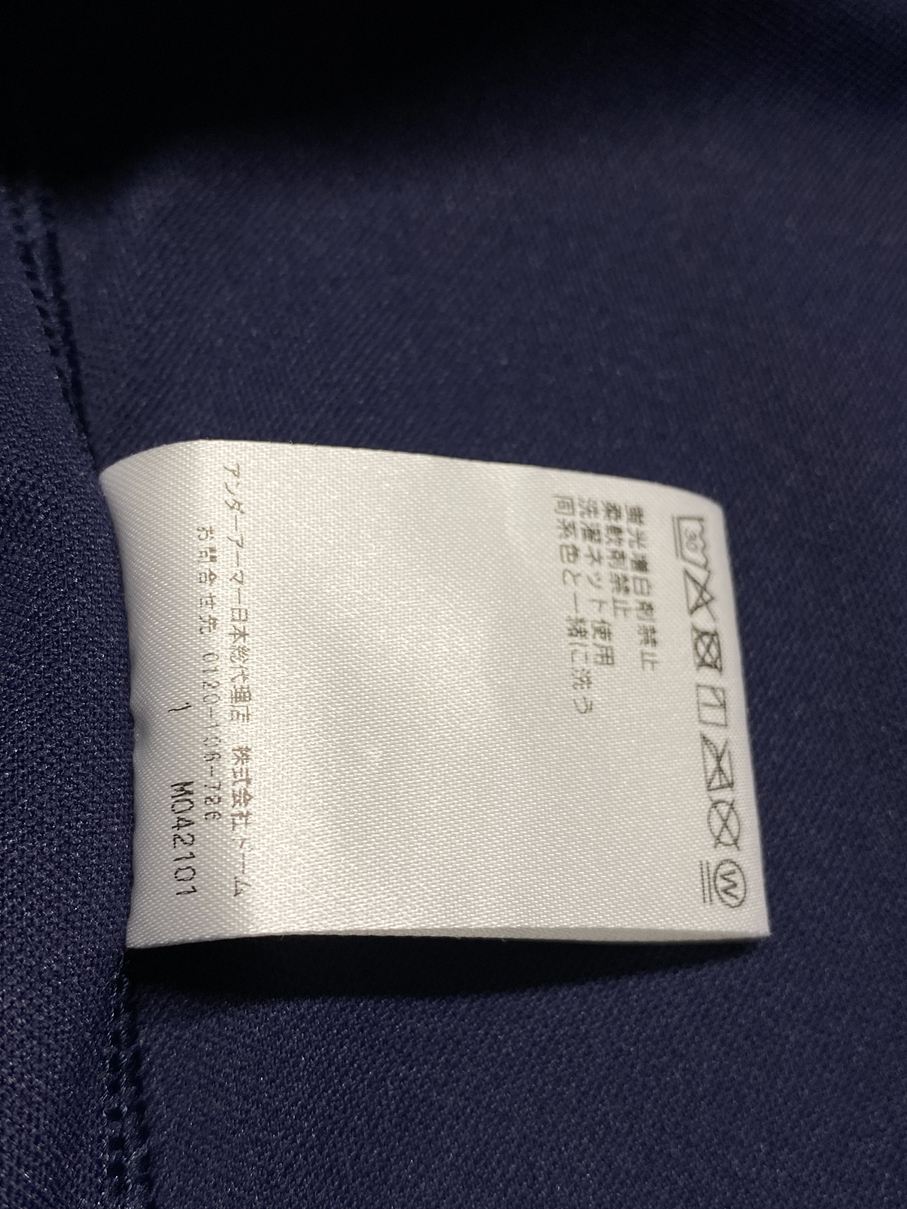 30
W
蛍光増白剤禁止
柔軟剤禁止
洗濯ネット使用
同系色と一緒に洗う
アンダーアーマー日本総代理店 株式会社ドーム
お問合せ先 0120-106-786
1 M042101